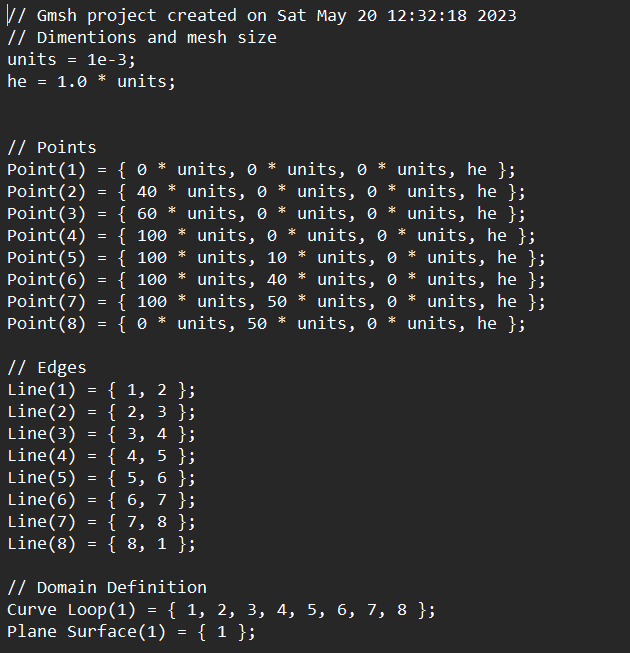 // Gmsh project created on Sat May 20 12:32:18 2023
// Dimentions and mesh size
units = 1e-3;
he = 1.0 * units;
// Points
Point(1) = { 0 * units, 0 * units, 0 * units, he };
Point(2) = { 40 * units, 0 * units, 0 * units, he };
Point(3) = { 60 * units, 0 * units, 0 * units, he };
Point(4) = { 100 * units, 0 * units, 0 * units, he };
Point(5) = { 100 * units, 10 * units, 0 * units, he };
Point(6) = { 100 * units, 40 * units, 0 * units, he };
Point(7) = { 100 * units, 50 * units, 0 * units, he };
Point(8) = { 0 * units, 50 * units, 0 * units, he };
// Edges
Line(1) = { 1, 2 };
Line(2) = { 2, 3 };
Line(3) = { 3, 4 };
Line(4) = { 4, 5 };
Line(5) = { 5, 6 };
Line(6) = { 6, 7 };
Line(7) = { 7, 8 };
Line(8) = { 8, 1 };
// Domain Definition
Curve Loop(1) = { 1, 2, 3, 4, 5, 6, 7, 8 };
Plane Surface(1) = { 1 };